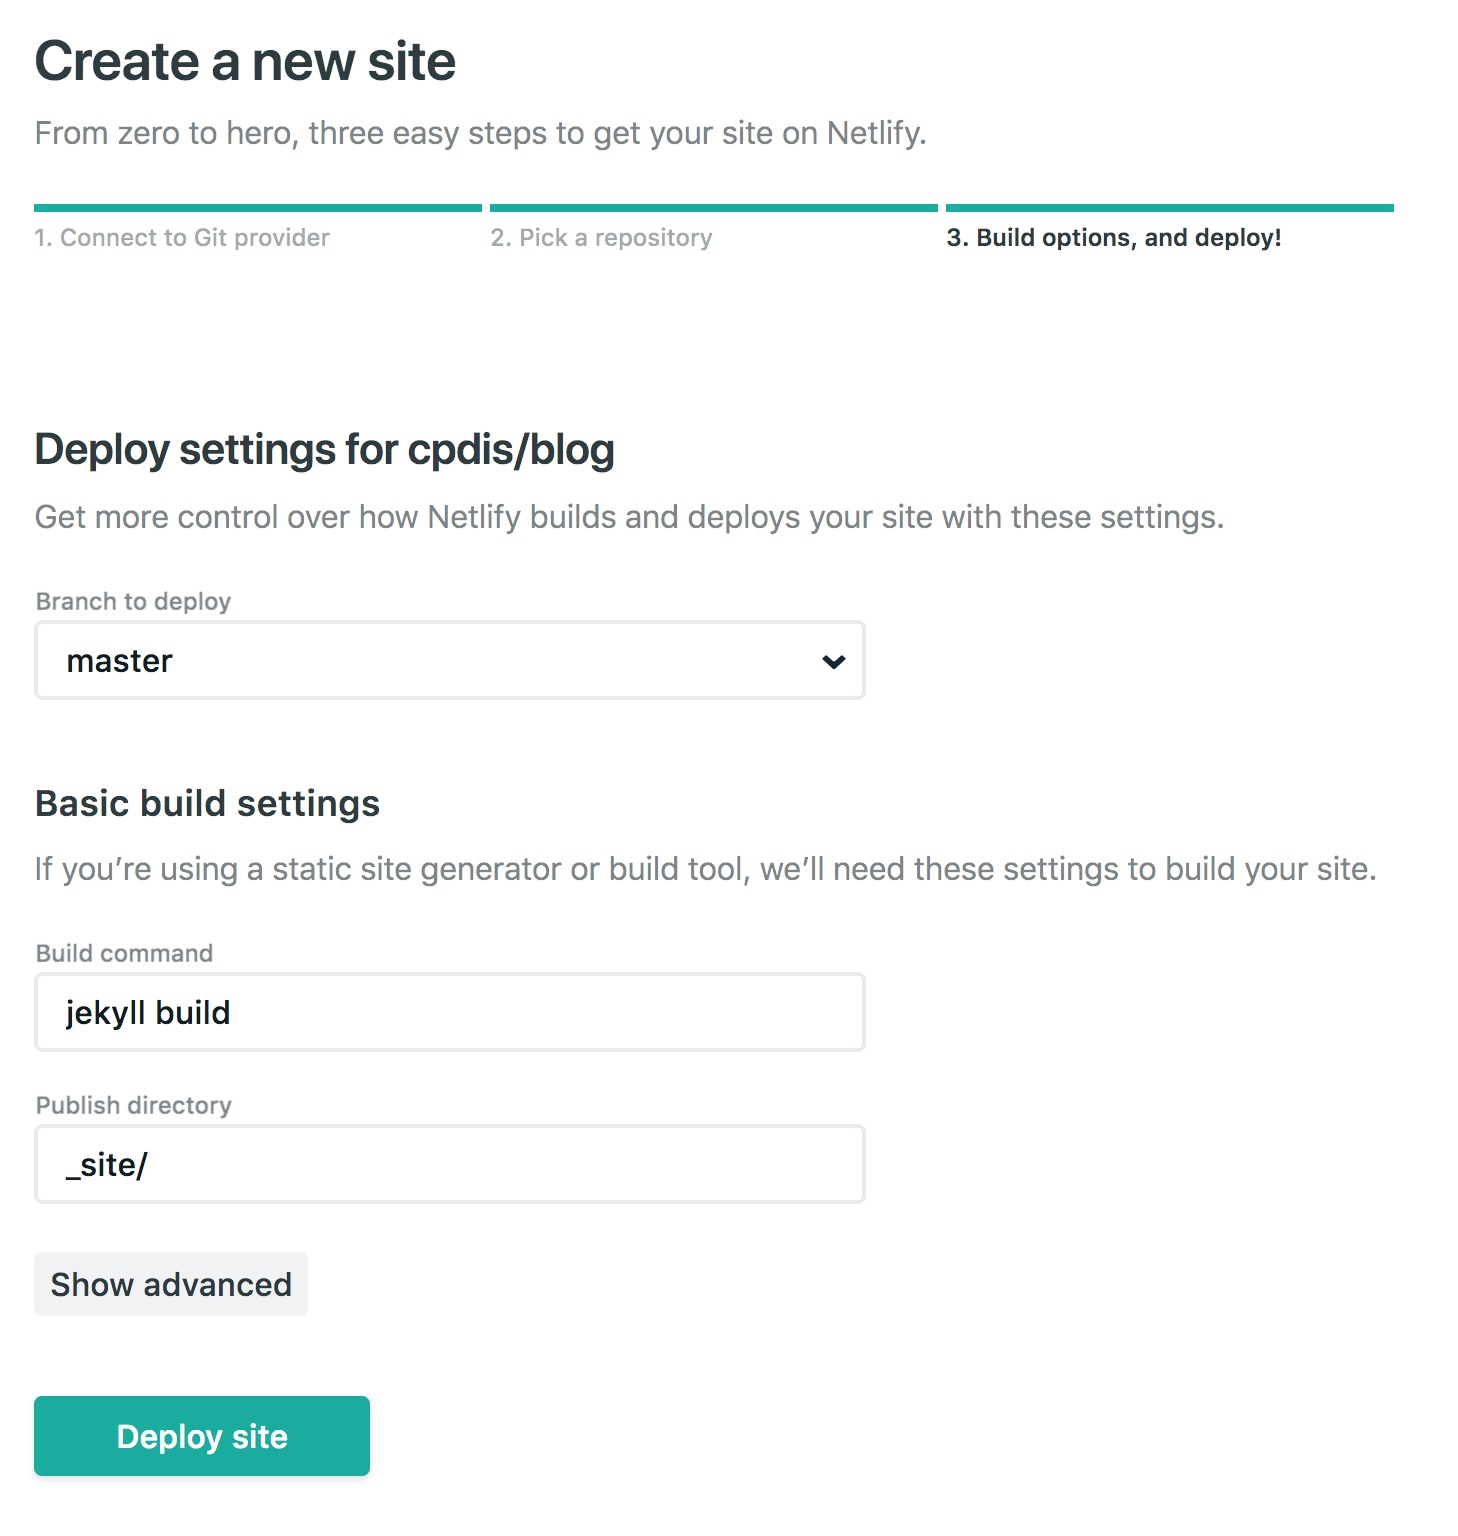 Create a new site
From zero to hero, three easy steps to get your site on Netlify.
1. Connect to Git provider
2. Pick a repository
3. Build options, and deploy!
Deploy settings for cpdis/blog
Get more control over how Netlify builds and deploys your site with these settings.
Branch to deploy
master
Basic build settings
If you’re using a static site generator or build tool, we’ll need these settings to build your site.
Build command
jekyll build
Publish directory
_site/
Show advanced
Deploy site